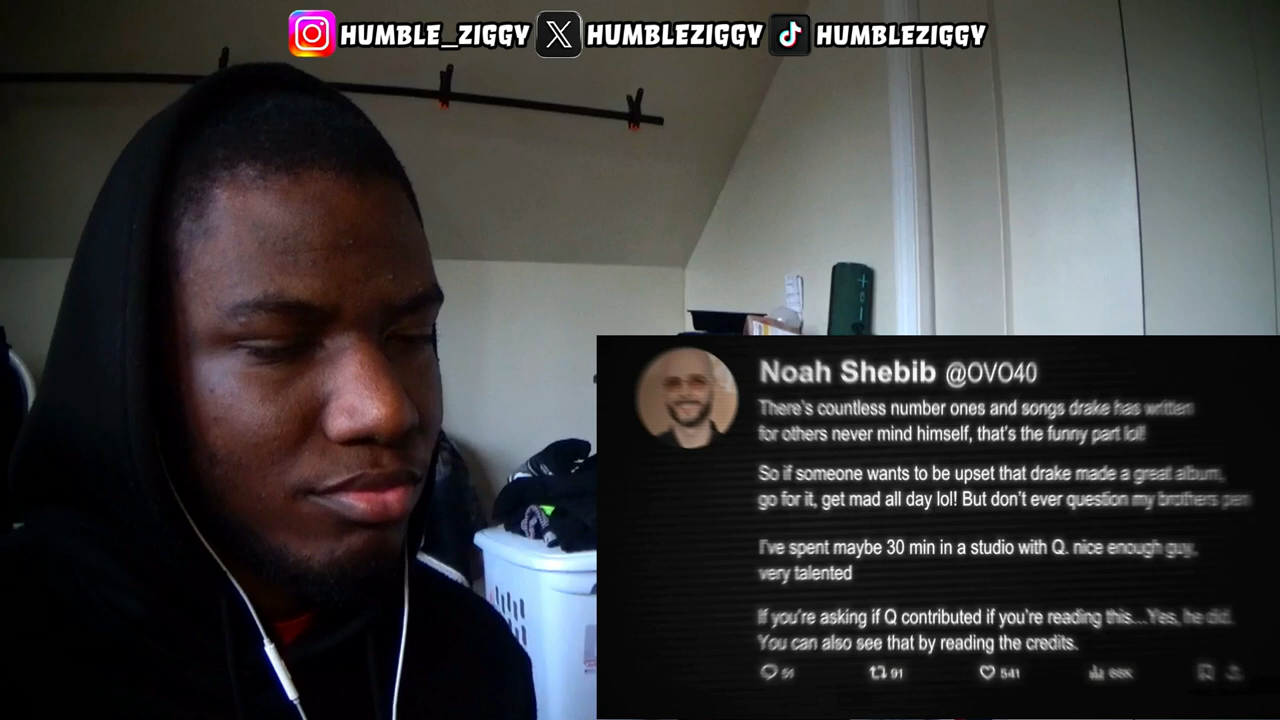 HUMBLE_ZIGGY HUMBLEZIGGY HUMBLEZIGGY
Noah Shebib @OVO40
There's countless number ones and songs drake has written
for others never mind himself, that's the funny part lol!
So if someone wants to be upset that drake made a great album,
go for it, get mad all day lol! But don't ever question my brothers pen
I've spent maybe 30 min in a studio with Q. nice enough guy,
very talented
If you're asking if Q contributed if you're reading this...Yes, he did.
You can also see that by reading the credits.
51 91 541 66K